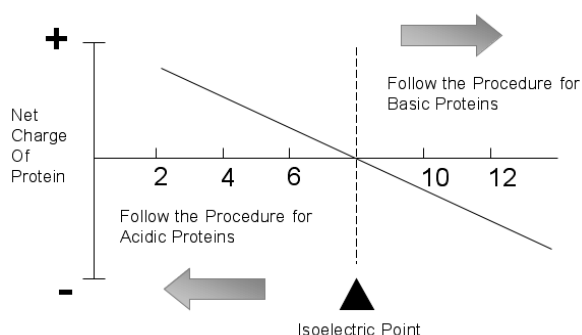 +
Follow the Procedure for
Basic Proteins
Net
Charge
Of
Protein
2 4 6 10 12
Follow the Procedure for
Acidic Proteins
-
Isoelectric Point